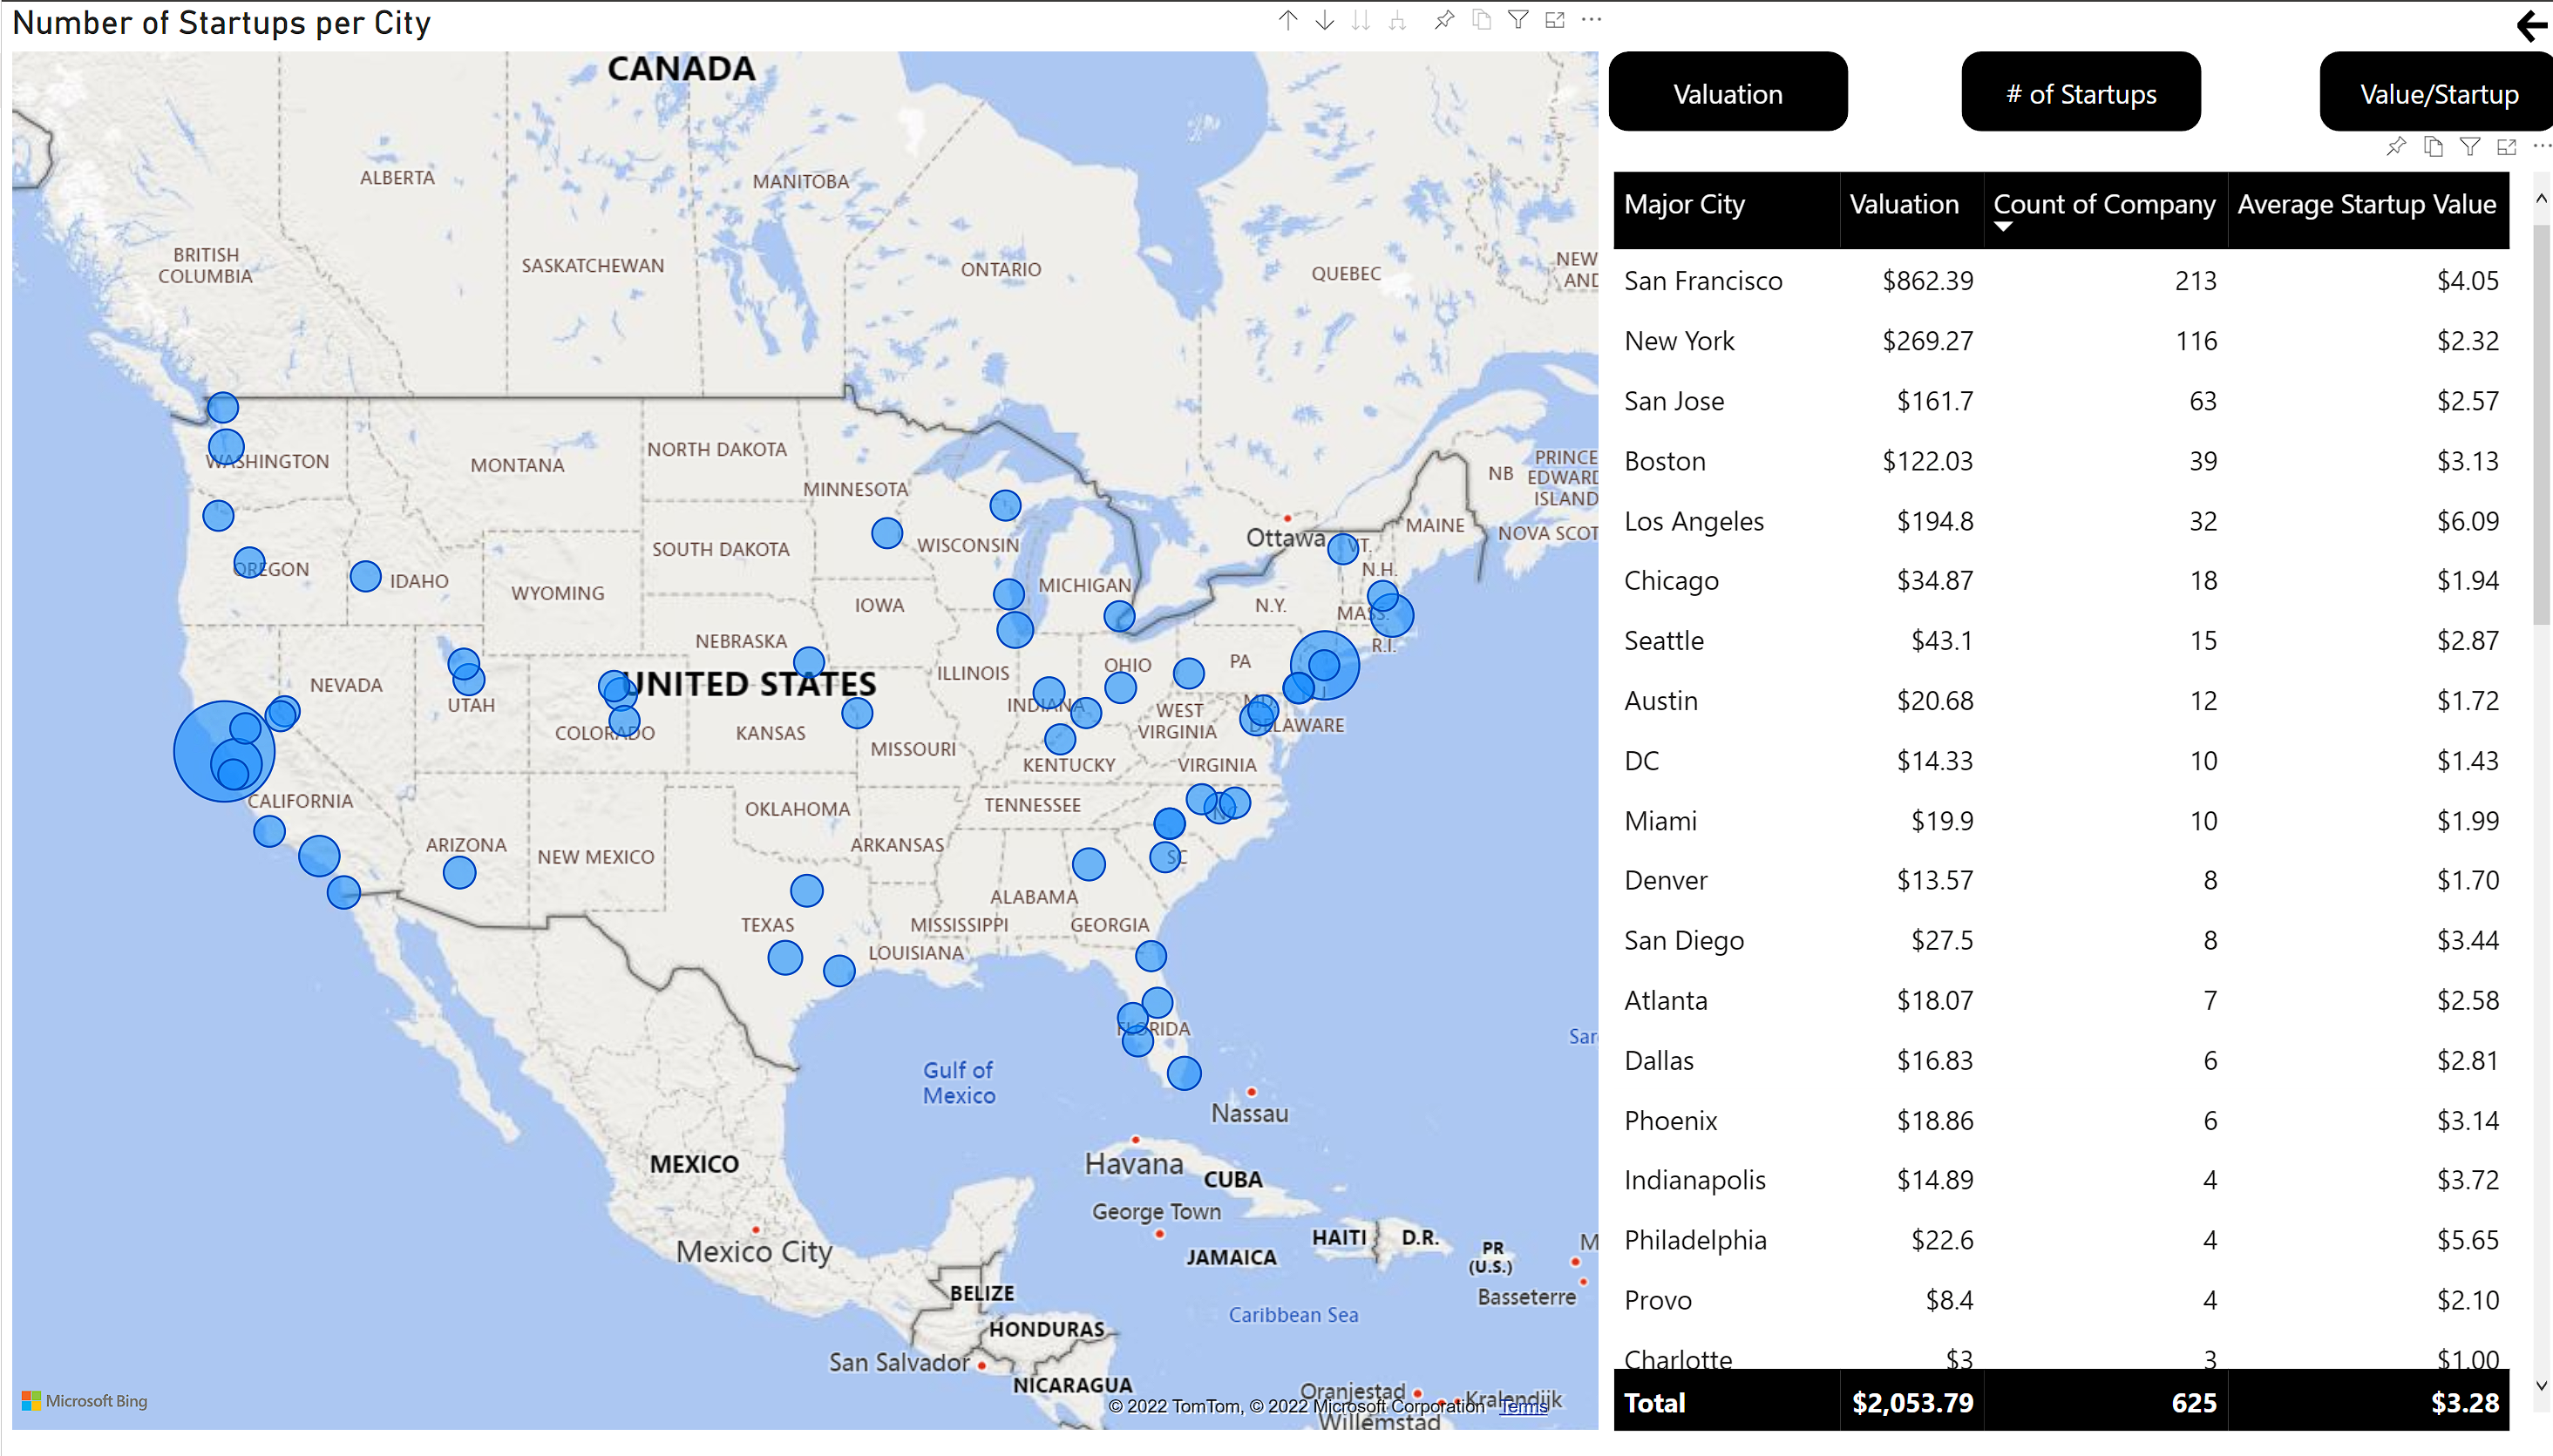 Number of Startups per City
CANADA
ALBERTA
MANITOBA
BRITISH
COLUMBIA
SASKATCHEWAN
ONTARIO
QUEBEC
NEW
AND
WASHINGTON
MONTANA
NORTH DAKOTA
MINNESOTA
NB
PRINCE
EDWARD
ISLAND
Ottawa
MAINE
NOVA SCOT
OREGON
IDAHO
SOUTH DAKOTA
WISCONSIN
VT.
N.H.
WYOMING
IOWA
MICHIGAN
N.Y.
MASS.
R.I.
NEBRASKA
NEVADA
UTAH
UNITED STATES
ILLINOIS
INDIANA
OHIO
PA
MD.
DELAWARE
COLORADO
KANSAS
MISSOURI
WEST
VIRGINIA
KENTUCKY
VIRGINIA
CALIFORNIA
OKLAHOMA
TENNESSEE
ARIZONA
NEW MEXICO
ARKANSAS
SC
ALABAMA
TEXAS
MISSISSIPPI
GEORGIA
LOUISIANA
FLORIDA
Gulf of
Mexico
Sar
Nassau
MEXICO
Havana
CUBA
George Town
HAITI
D.R.
PR
(U.S.)
M
Mexico City
JAMAICA
BELIZE
Basseterre
Caribbean Sea
HONDURAS
San Salvador
NICARAGUA
Oranjestad
Kralendijk
Willemstad
Microsoft Bing
© 2022 TomTom, © 2022 Microsoft Corporation Terms
Valuation
# of Startups
Value/Startup
Major City Valuation Count of Company Average Startup Value
San Francisco $862.39 213 $4.05
New York $269.27 116 $2.32
San Jose $161.7 63 $2.57
Boston $122.03 39 $3.13
Los Angeles $194.8 32 $6.09
Chicago $34.87 18 $1.94
Seattle $43.1 15 $2.87
Austin $20.68 12 $1.72
DC $14.33 10 $1.43
Miami $19.9 10 $1.99
Denver $13.57 8 $1.70
San Diego $27.5 8 $3.44
Atlanta $18.07 7 $2.58
Dallas $16.83 6 $2.81
Phoenix $18.86 6 $3.14
Indianapolis $14.89 4 $3.72
Philadelphia $22.6 4 $5.65
Provo $8.4 4 $2.10
Charlotte $3 3 $1.00
Total $2,053.79 625 $3.28